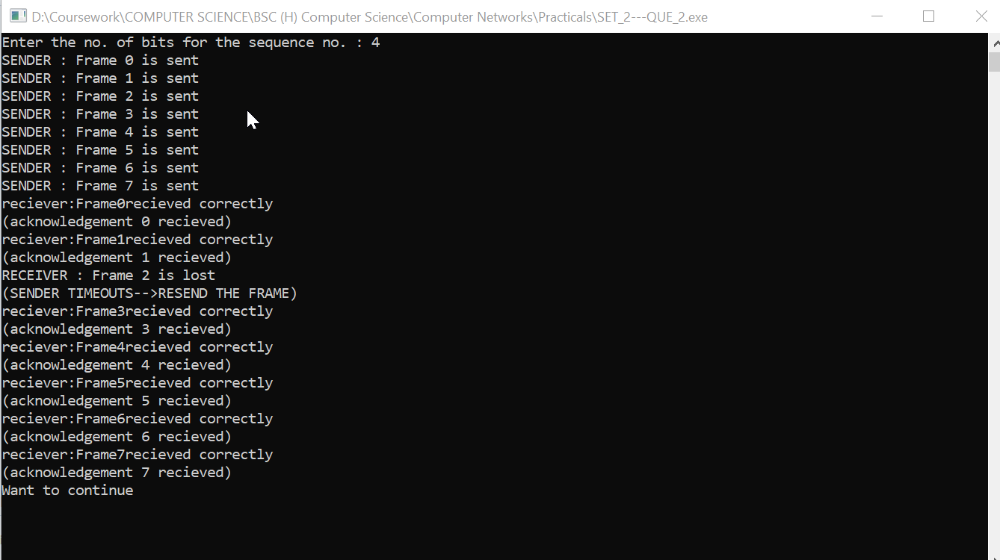 D:\Coursework\COMPUTER SCIENCE\BSC (H) Computer Science\Computer Networks\Practicals\SET_2---QUE_2.exe
Enter the no. of bits for the sequence no. : 4
SENDER : Frame 0 is sent
SENDER : Frame 1 is sent
SENDER : Frame 2 is sent
SENDER : Frame 3 is sent
SENDER : Frame 4 is sent
SENDER : Frame 5 is sent
SENDER : Frame 6 is sent
SENDER : Frame 7 is sent
reciever:Frame0recieved correctly
(acknowledgement 0 recieved)
reciever:Frame1recieved correctly
(acknowledgement 1 recieved)
RECEIVER : Frame 2 is lost
(SENDER TIMEOUTS-->RESEND THE FRAME)
reciever:Frame3recieved correctly
(acknowledgement 3 recieved)
reciever:Frame4recieved correctly
(acknowledgement 4 recieved)
reciever:Frame5recieved correctly
(acknowledgement 5 recieved)
reciever:Frame6recieved correctly
(acknowledgement 6 recieved)
reciever:Frame7recieved correctly
(acknowledgement 7 recieved)
Want to continue